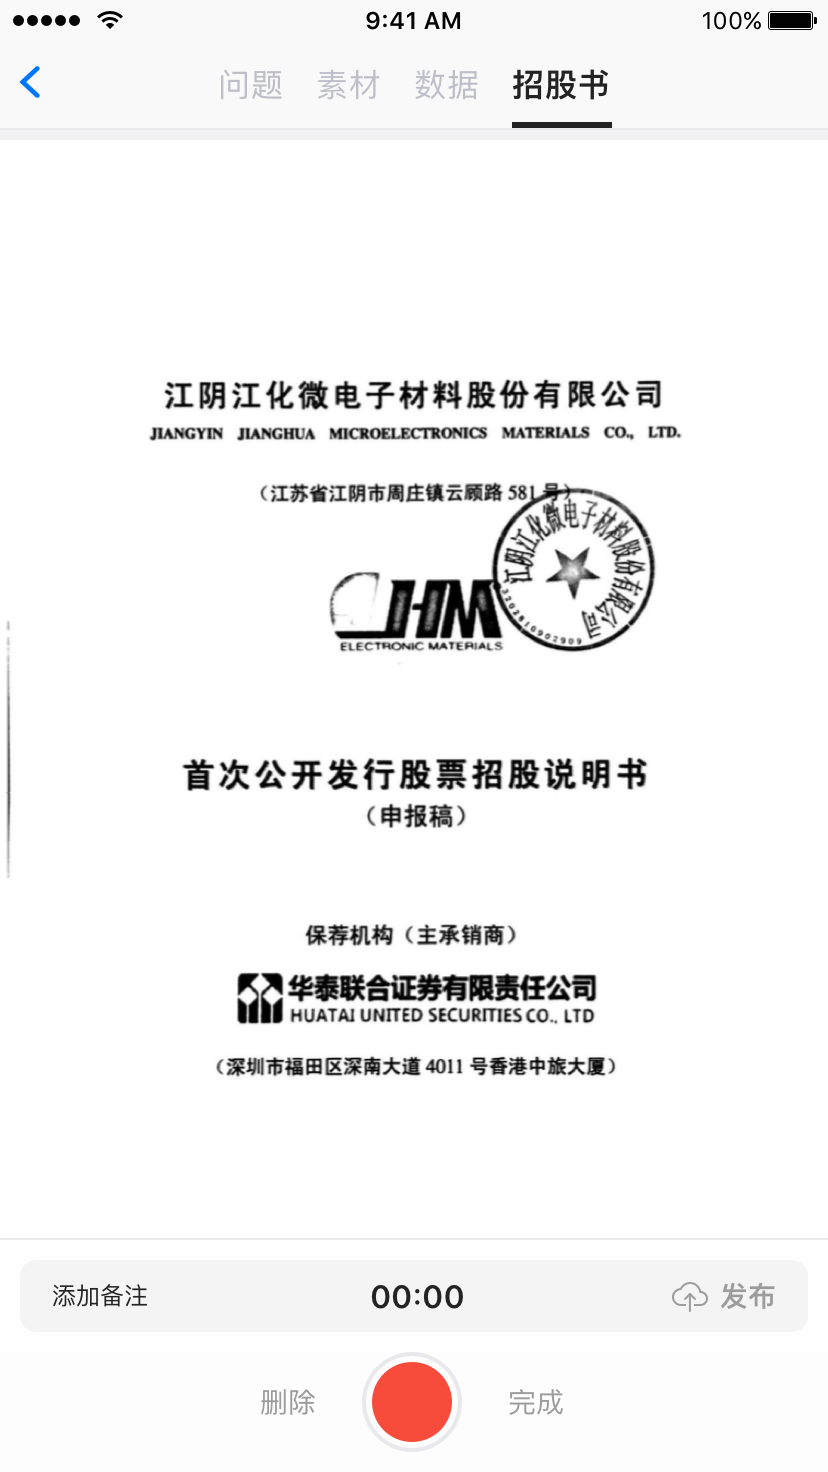 9:41 AM
100%
问题 素材 数据 招股书
江阴江化微电子材料股份有限公司
JIANGYIN JIANGHUA MICROELECTRONICS MATERIALS CO., LTD.
（江苏省江阴市周庄镇云顾路 581 号）
江阴江化微电子材料股份有限公司
3202810902909
JHM
ELECTRONIC MATERIALS
首次公开发行股票招股说明书
（申报稿）
保荐机构（主承销商）
华泰联合证券有限责任公司
HUATAI UNITED SECURITIES CO., LTD
（深圳市福田区深南大道 4011 号香港中旅大厦）
添加备注 00:00 发布
删除 完成